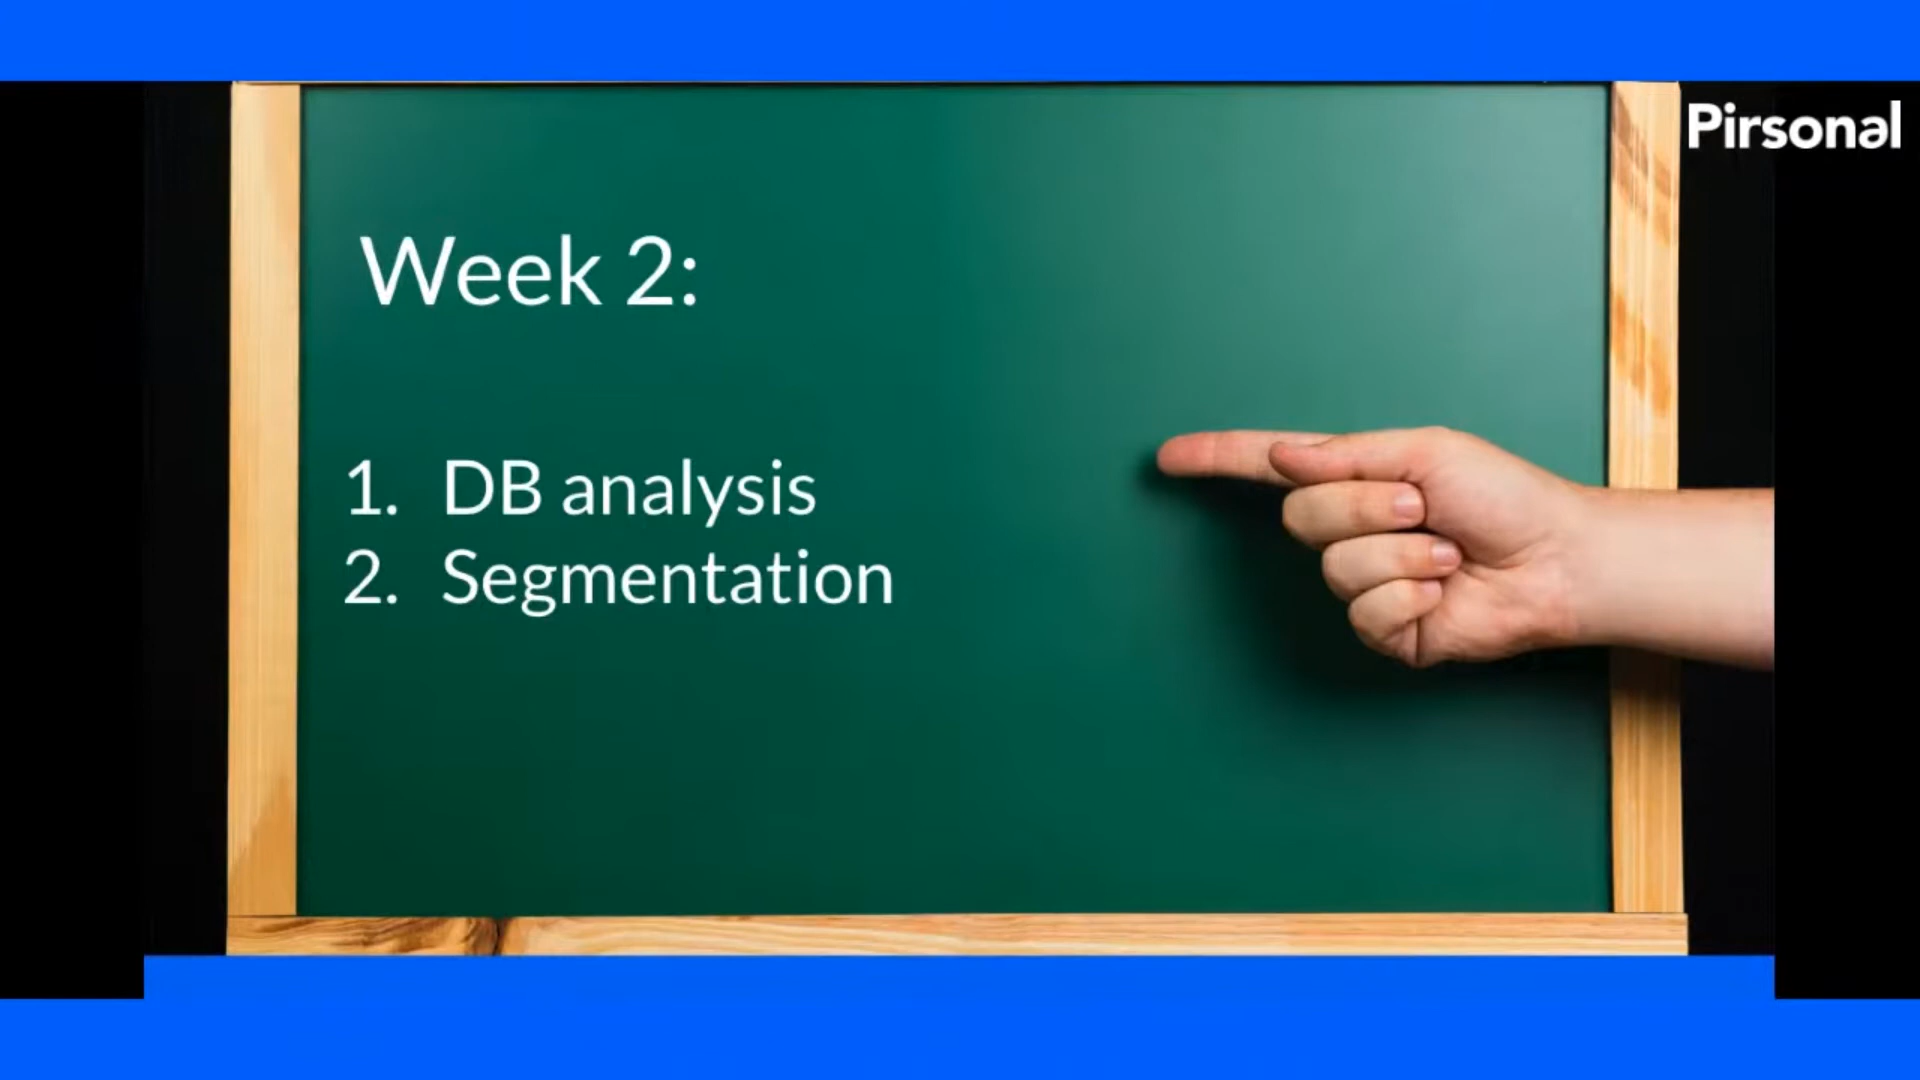 Pirsonal
Week 2:
1. DB analysis
2. Segmentation